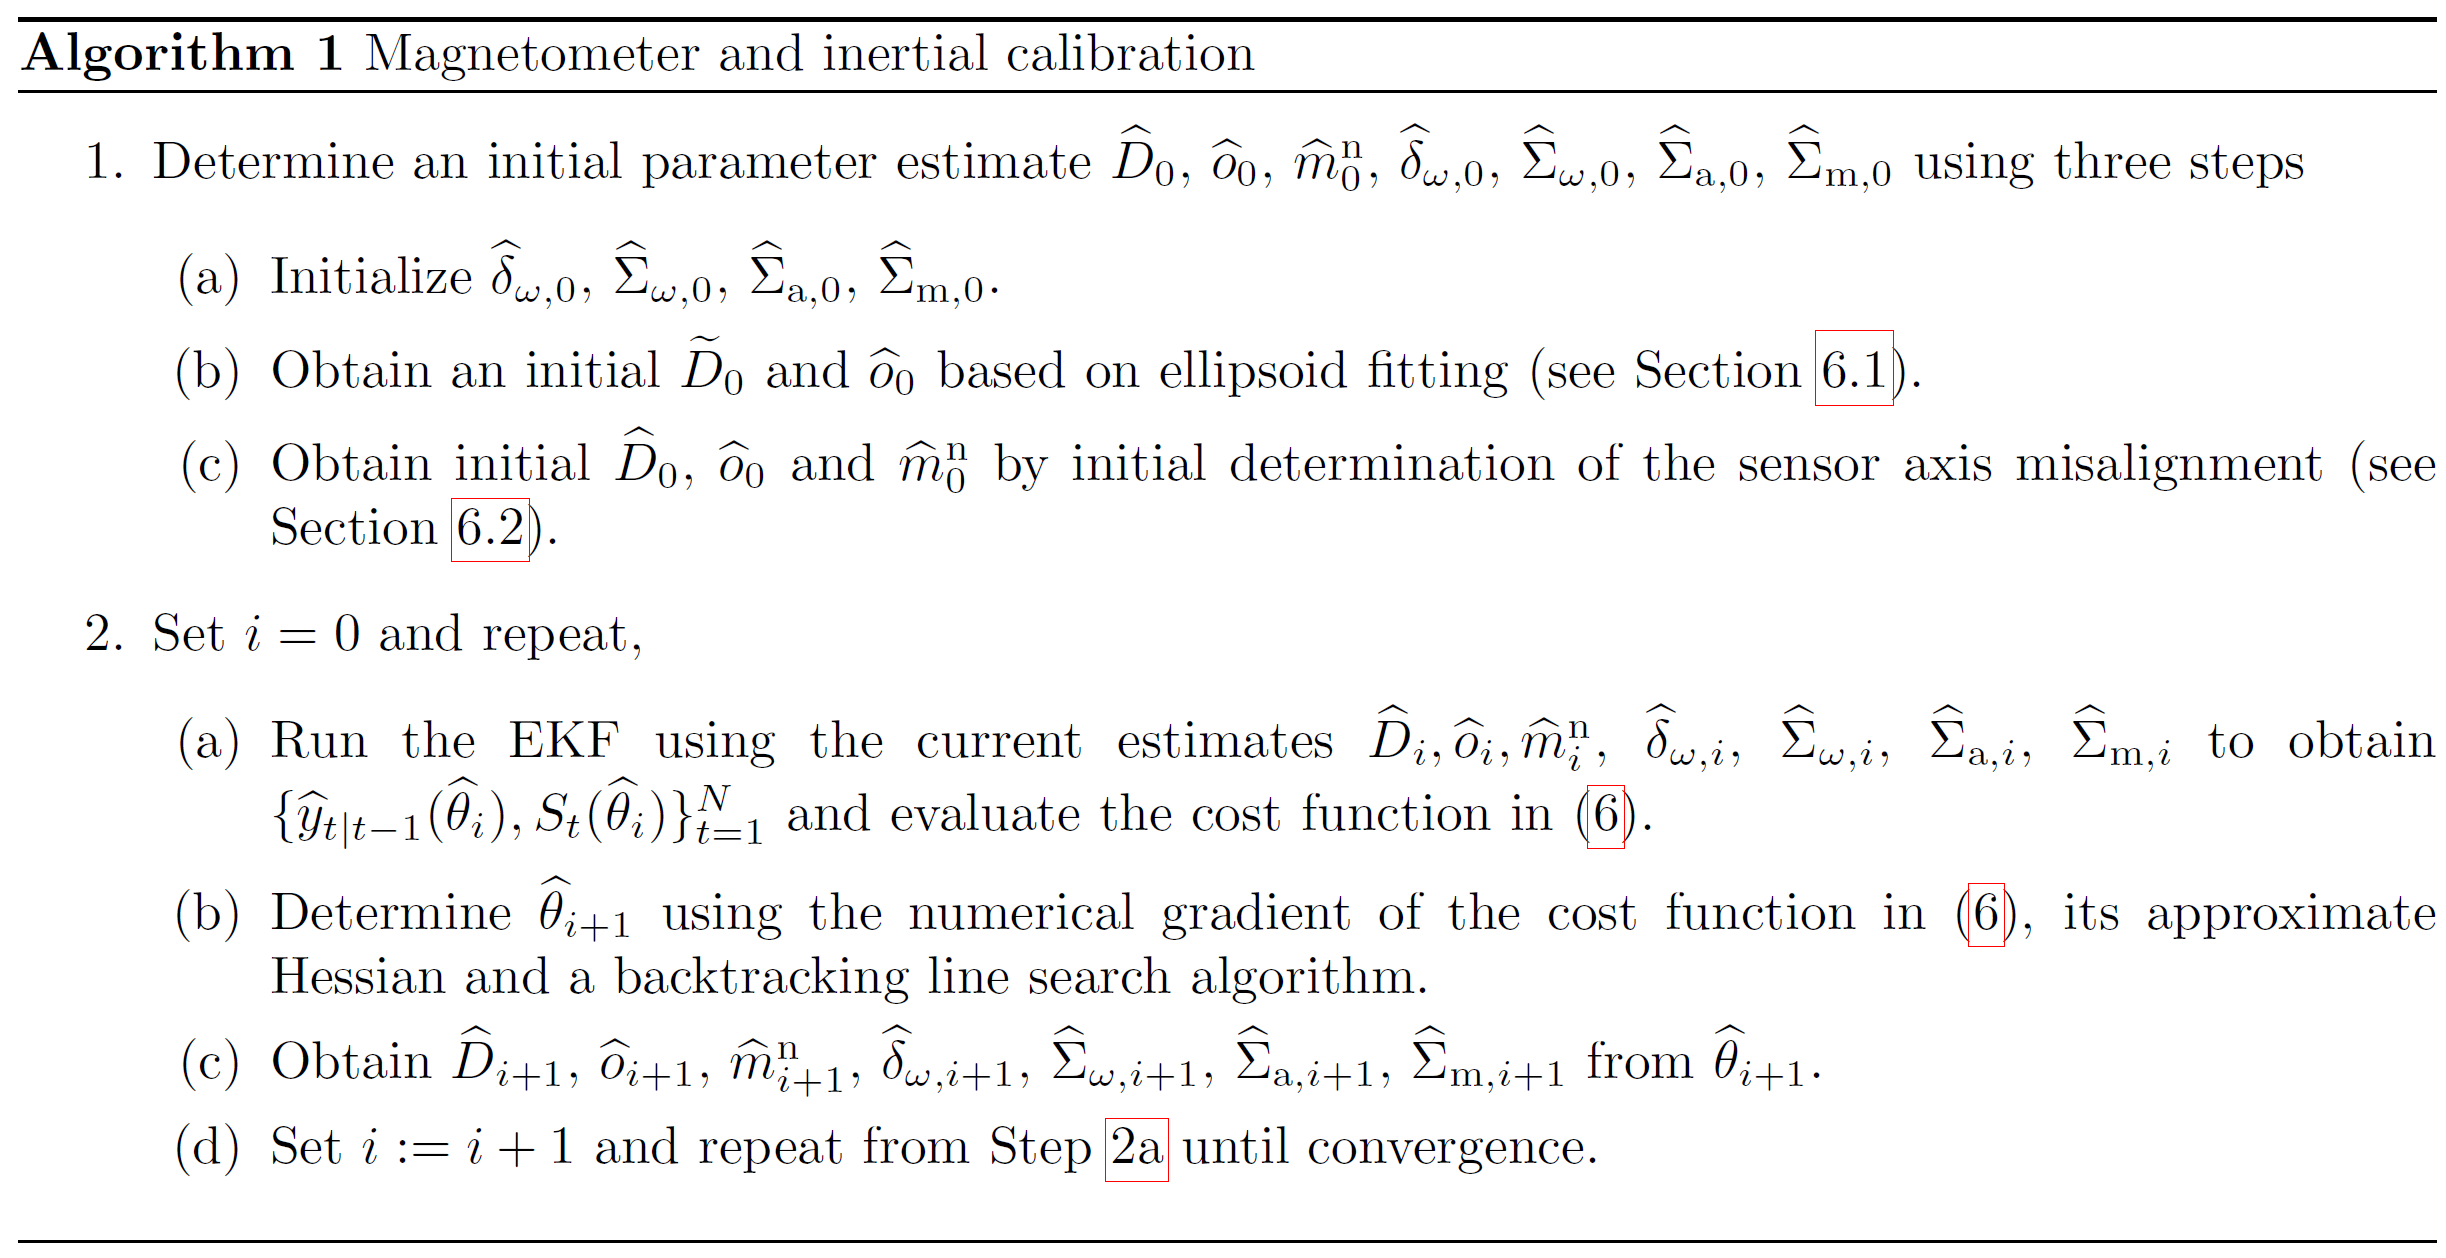 Algorithm 1 Magnetometer and inertial calibration
1. Determine an initial parameter estimate $\widehat{D}_0$, $\widehat{o}_0$, $\widehat{m}^{\mathrm{n}}_0$, $\widehat{\delta}_{\omega,0}$, $\widehat{\Sigma}_{\omega,0}$, $\widehat{\Sigma}_{\mathrm{a},0}$, $\widehat{\Sigma}_{\mathrm{m},0}$ using three steps
(a) Initialize $\widehat{\delta}_{\omega,0}$, $\widehat{\Sigma}_{\omega,0}$, $\widehat{\Sigma}_{\mathrm{a},0}$, $\widehat{\Sigma}_{\mathrm{m},0}$.
(b) Obtain an initial $\widetilde{D}_0$ and $\widehat{o}_0$ based on ellipsoid fitting (see Section 6.1).
(c) Obtain initial $\widehat{D}_0$, $\widehat{o}_0$ and $\widehat{m}^{\mathrm{n}}_0$ by initial determination of the sensor axis misalignment (see
Section 6.2).
2. Set $i = 0$ and repeat,
(a) Run the EKF using the current estimates $\widehat{D}_i, \widehat{o}_i, \widehat{m}^{\mathrm{n}}_i$, $\widehat{\delta}_{\omega,i}$, $\widehat{\Sigma}_{\omega,i}$, $\widehat{\Sigma}_{\mathrm{a},i}$, $\widehat{\Sigma}_{\mathrm{m},i}$ to obtain
$\{\widehat{y}_{t|t-1}(\widehat{\theta}_i), S_t(\widehat{\theta}_i)\}_{t=1}^{N}$ and evaluate the cost function in (6).
(b) Determine $\widehat{\theta}_{i+1}$ using the numerical gradient of the cost function in (6), its approximate
Hessian and a backtracking line search algorithm.
(c) Obtain $\widehat{D}_{i+1}$, $\widehat{o}_{i+1}$, $\widehat{m}^{\mathrm{n}}_{i+1}$, $\widehat{\delta}_{\omega,i+1}$, $\widehat{\Sigma}_{\omega,i+1}$, $\widehat{\Sigma}_{\mathrm{a},i+1}$, $\widehat{\Sigma}_{\mathrm{m},i+1}$ from $\widehat{\theta}_{i+1}$.
(d) Set $i := i + 1$ and repeat from Step 2a until convergence.